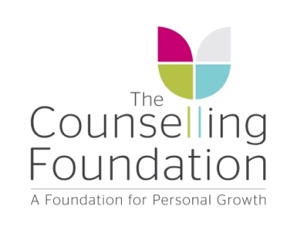 The
Counselling
Foundation
A Foundation for Personal Growth